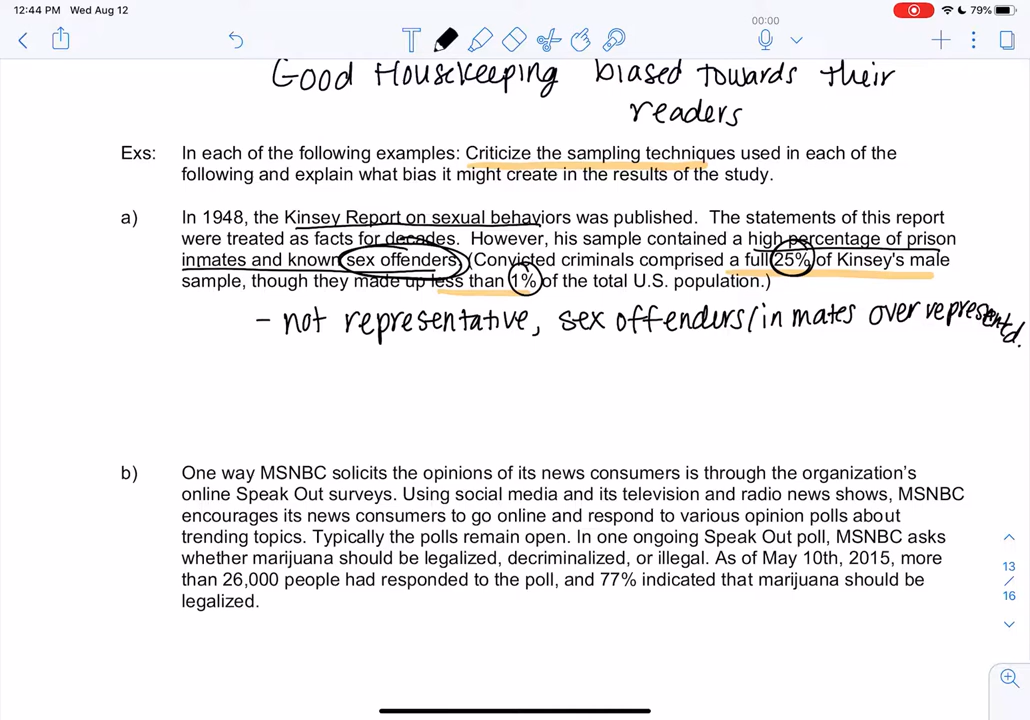 12:44 PM Wed Aug 12
79%
00:00
Good Housekeeping biased towards their
readers
Exs: In each of the following examples: Criticize the sampling techniques used in each of the
following and explain what bias it might create in the results of the study.
a) In 1948, the Kinsey Report on sexual behaviors was published. The statements of this report
were treated as facts for decades. However, his sample contained a high percentage of prison
inmates and known sex offenders. (Convicted criminals comprised a full 25% of Kinsey's male
sample, though they made up less than 1% of the total U.S. population.)
- not representative, sex offenders/inmates over representd.
b) One way MSNBC solicits the opinions of its news consumers is through the organization's
online Speak Out surveys. Using social media and its television and radio news shows, MSNBC
encourages its news consumers to go online and respond to various opinion polls about
trending topics. Typically the polls remain open. In one ongoing Speak Out poll, MSNBC asks
whether marijuana should be legalized, decriminalized, or illegal. As of May 10th, 2015, more
than 26,000 people had responded to the poll, and 77% indicated that marijuana should be
legalized.
13
/
16